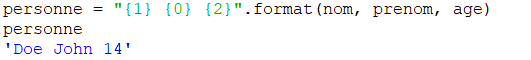 personne = "{1} {0} {2}".format(nom, prenom, age)
personne
'Doe John 14'